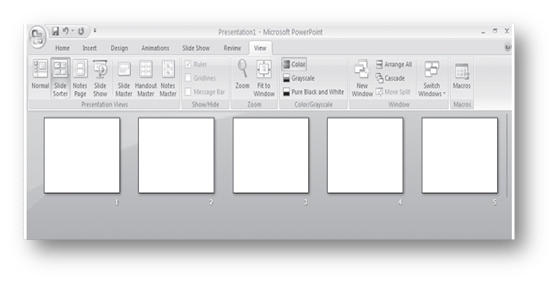 Presentation1 - Microsoft PowerPoint
Home Insert Design Animations Slide Show Review View
Normal Slide Sorter Notes Page Slide Show Slide Master Handout Master Notes Master
Presentation Views
Ruler
Gridlines
Message Bar
Show/Hide
Zoom Fit to Window
Zoom
Color
Grayscale
Pure Black and White
Color/Grayscale
New Window
Arrange All
Cascade
Move Split
Switch Windows
Window
Macros
Macros
1 2 3 4 5